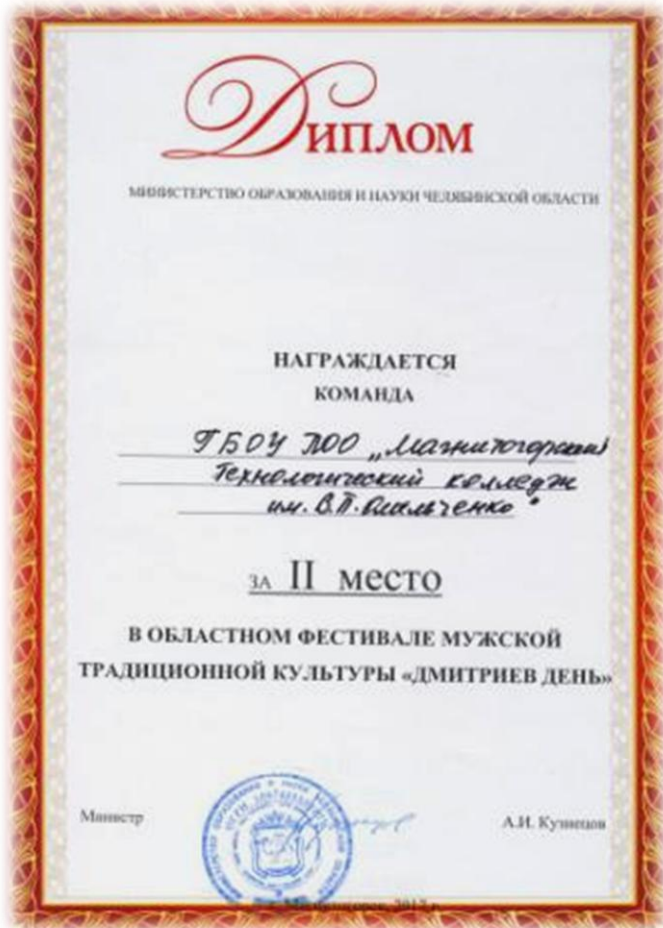 Диплом
МИНИСТЕРСТВО ОБРАЗОВАНИЯ И НАУКИ ЧЕЛЯБИНСКОЙ ОБЛАСТИ
НАГРАЖДАЕТСЯ
КОМАНДА
ГБОУ ПОО „Магнитогорский
Технологический колледж
им. В.П. Омельченко"
ЗА II место
В ОБЛАСТНОМ ФЕСТИВАЛЕ МУЖСКОЙ
ТРАДИЦИОННОЙ КУЛЬТУРЫ «ДМИТРИЕВ ДЕНЬ»
Министр
А.И. Кузнецов
2017 г.